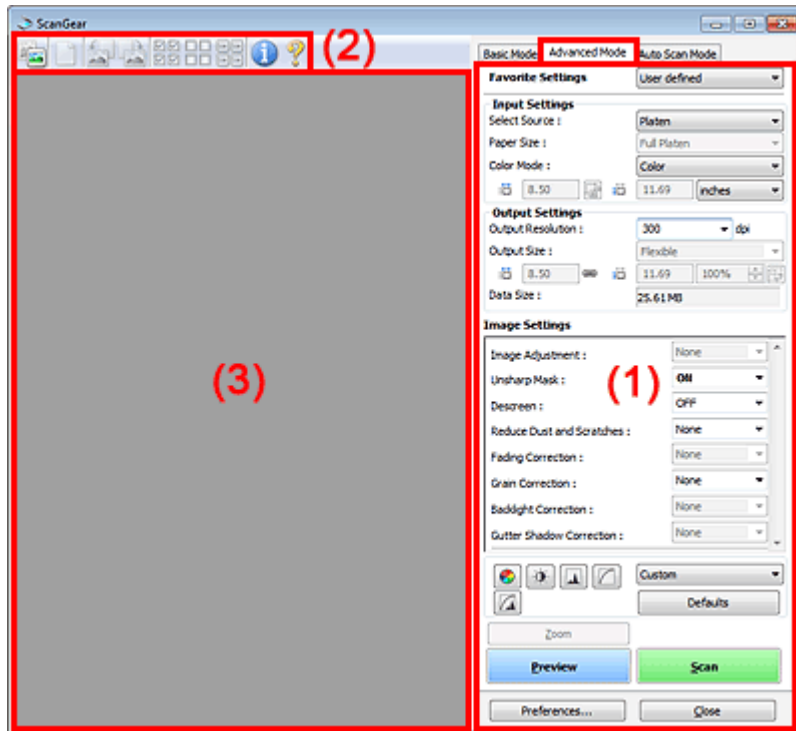 ScanGear
(2)
Basic Mode Advanced Mode Auto Scan Mode
Favorite Settings User defined
Input Settings
Select Source : Platen
Paper Size : Full Platen
Color Mode : Color
8.50 11.69 inches
Output Settings
Output Resolution : 300 dpi
Output Size : Flexible
8.50 11.69 100%
Data Size : 25.61 MB
Image Settings
Image Adjustment : None
(3)
Unsharp Mask : ON
(1)
Descreen : OFF
Reduce Dust and Scratches : None
Fading Correction : None
Grain Correction : None
Backlight Correction : None
Gutter Shadow Correction : None
Custom
Defaults
Zoom
Preview Scan
Preferences... Close